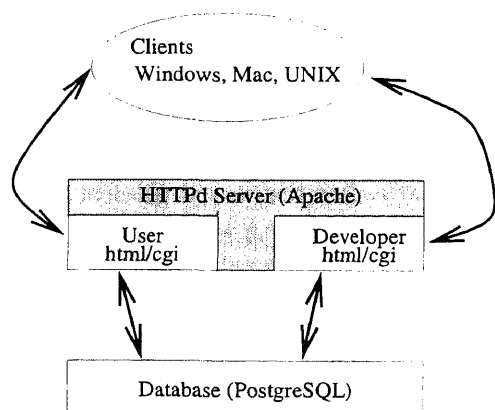 Clients
Windows, Mac, UNIX
HTTPd Server (Apache)
User
html/cgi
Developer
html/cgi
Database (PostgreSQL)